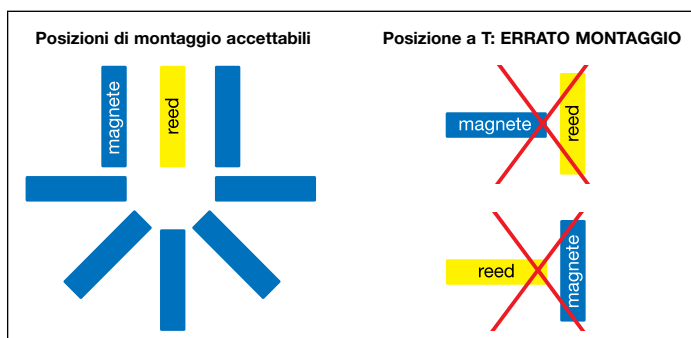 Posizioni di montaggio accettabili
magnete
reed
Posizione a T: ERRATO MONTAGGIO
magnete
reed
reed
magnete